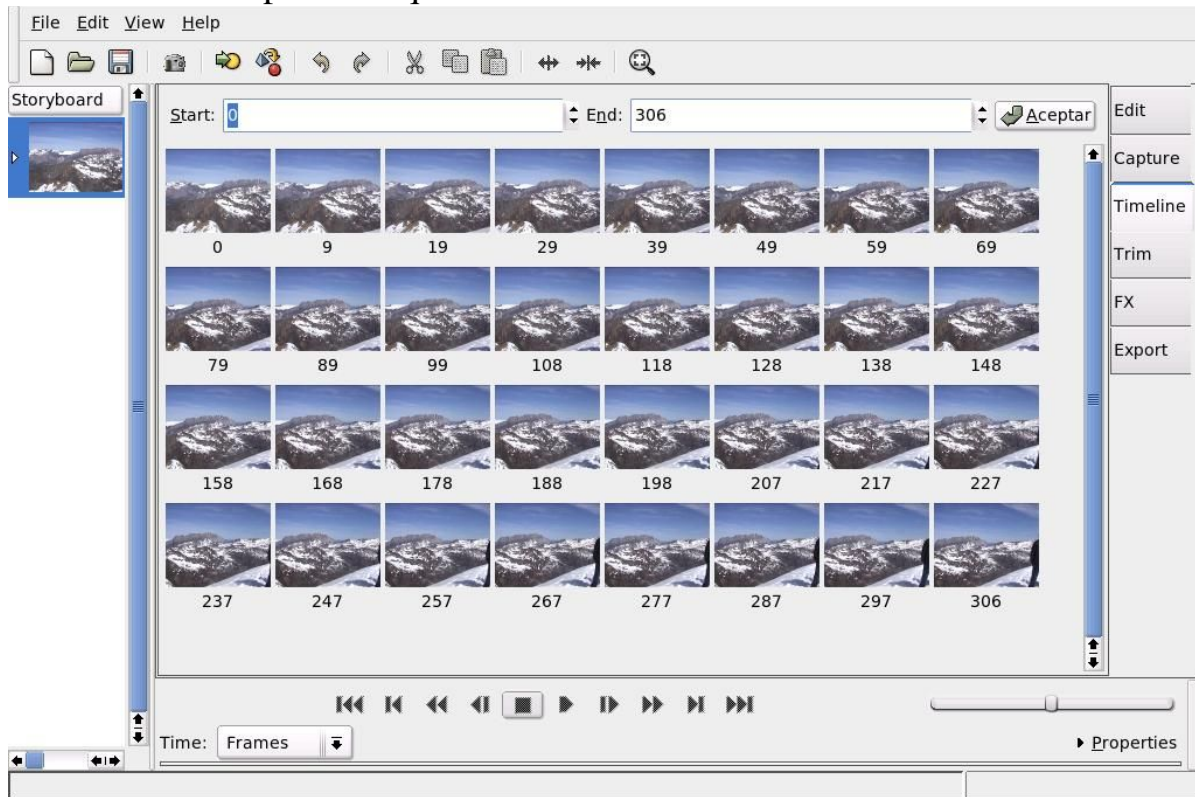 File Edit View Help
Storyboard
Start: 0 End: 306 Aceptar
Edit
Capture
Timeline
Trim
FX
Export
0 9 19 29 39 49 59 69
79 89 99 108 118 128 138 148
158 168 178 188 198 207 217 227
237 247 257 267 277 287 297 306
Time: Frames
Properties